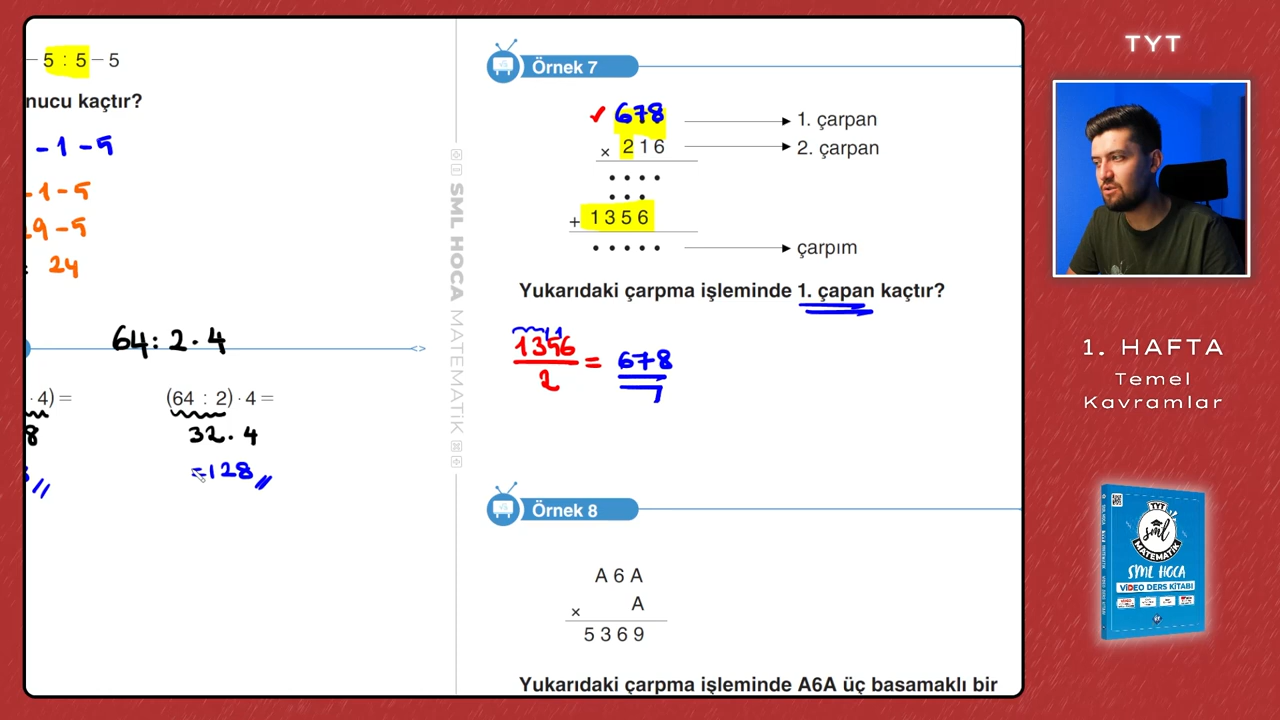 – 5 : 5 – 5
nucu kaçtır?
- 1 - 5
- 1 - 5
9 - 5
24
64 : 2 · 4
· 4) =
(64 : 2) · 4 =
8
32 . 4
= 128
SML HOCA MATEMATİK
Örnek 7
678
1. çarpan
× 216
2. çarpan
• • • •
• • •
+ 1356
• • • • •
çarpım
Yukarıdaki çarpma işleminde 1. çapan kaçtır?
1356
2
= 678
Örnek 8
A 6 A
× A
5 3 6 9
Yukarıdaki çarpma işleminde A6A üç basamaklı bir
TYT
1. HAFTA
Temel
Kavramlar
TYT
sml
MATEMATİK
SML HOCA
VİDEO DERS KİTABI